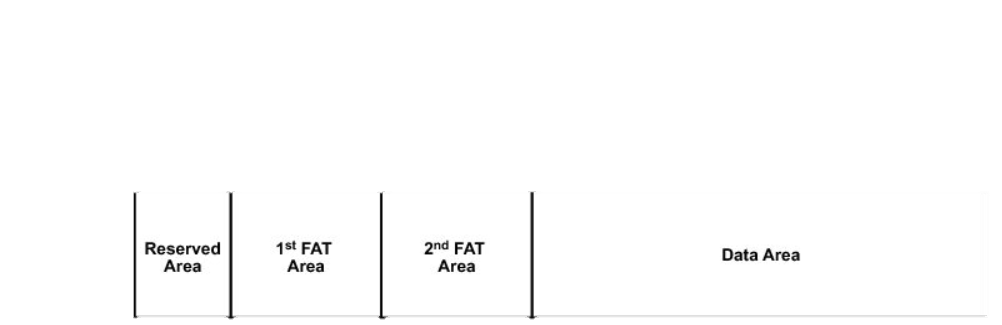 Reserved
Area
1st FAT
Area
2nd FAT
Area
Data Area